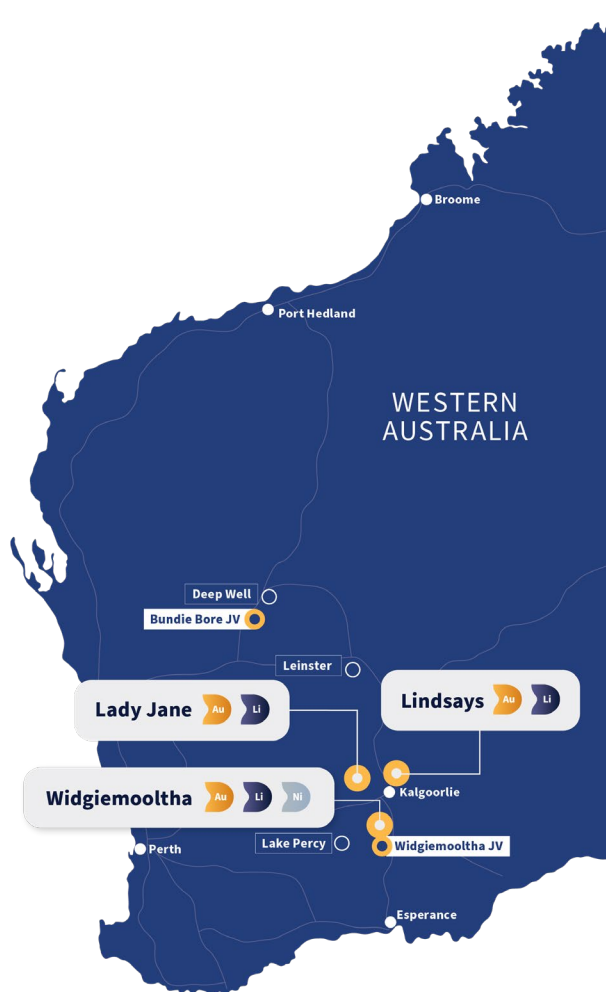 Broome
Port Hedland
WESTERN
AUSTRALIA
Deep Well
Bundie Bore JV
Leinster
Lady Jane Au Li
Lindsays Au Li
Widgiemooltha Au Li Ni
Kalgoorlie
Lake Percy
Widgiemooltha JV
Perth
Esperance